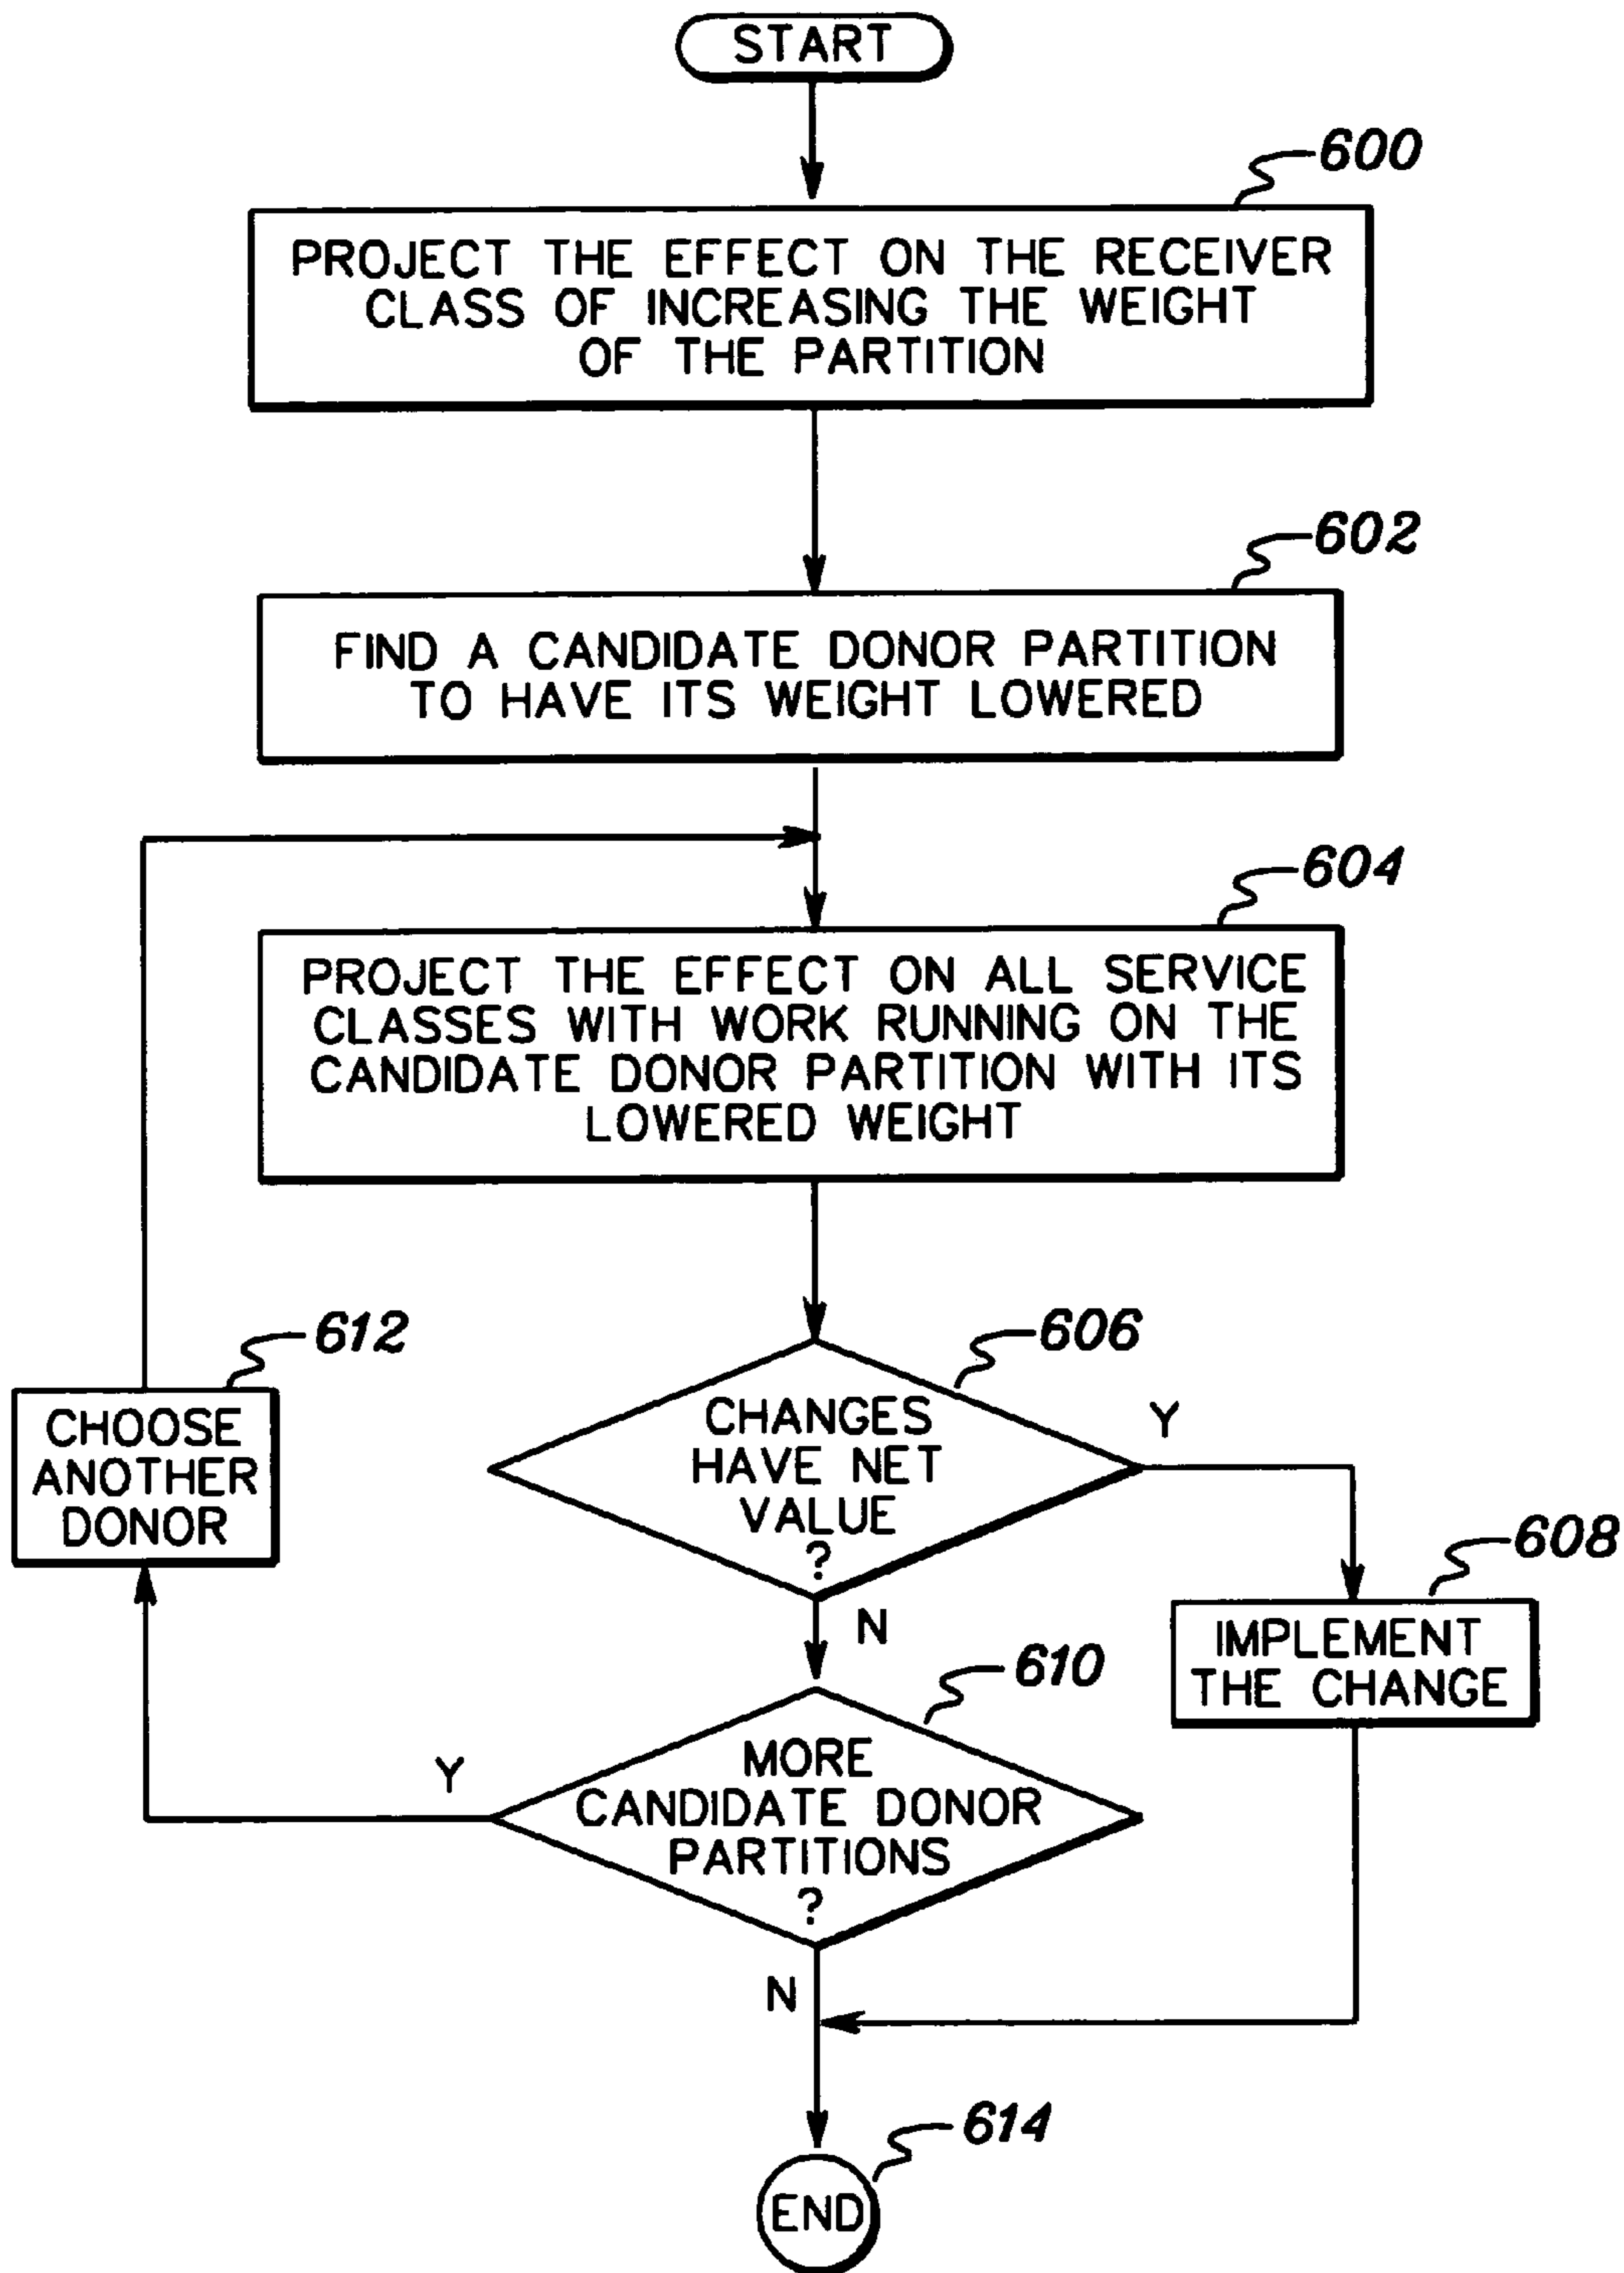 START
600
PROJECT THE EFFECT ON THE RECEIVER
CLASS OF INCREASING THE WEIGHT
OF THE PARTITION
602
FIND A CANDIDATE DONOR PARTITION
TO HAVE ITS WEIGHT LOWERED
604
PROJECT THE EFFECT ON ALL SERVICE
CLASSES WITH WORK RUNNING ON THE
CANDIDATE DONOR PARTITION WITH ITS
LOWERED WEIGHT
606
CHANGES
HAVE NET
VALUE
?
Y
N
608
IMPLEMENT
THE CHANGE
610
MORE
CANDIDATE DONOR
PARTITIONS
?
Y
N
612
CHOOSE
ANOTHER
DONOR
614
END